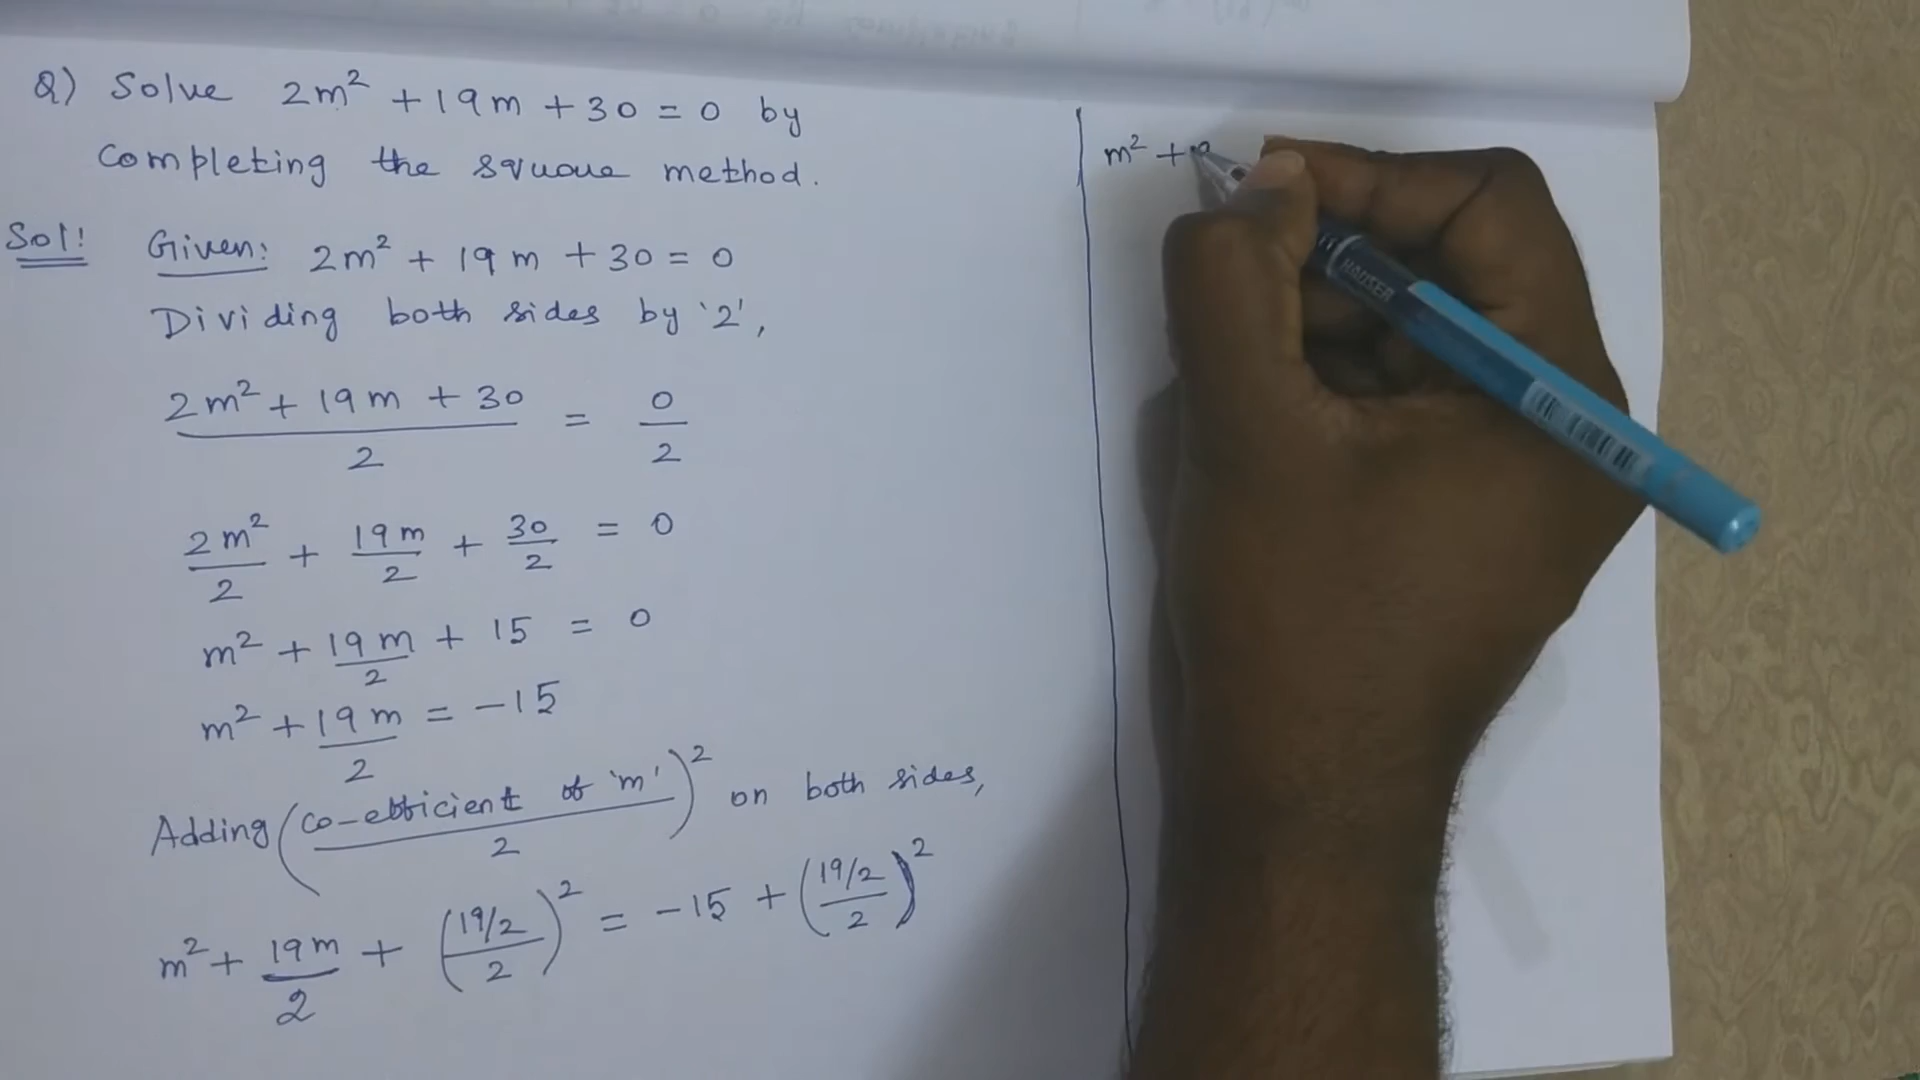 Q) Solve 2m² + 19m + 30 = 0 by
completing the square method.
Sol: Given: 2m² + 19m + 30 = 0
Dividing both sides by '2',
2m² + 19m + 30 / 2 = 0/2
2m²/2 + 19m/2 + 30/2 = 0
m² + 19m/2 + 15 = 0
m² + 19m/2 = -15
Adding (co-efficient of 'm' / 2)² on both sides,
m² + 19m/2 + (19/2 / 2)² = -15 + (19/2 / 2)²
m² +
HAUSER